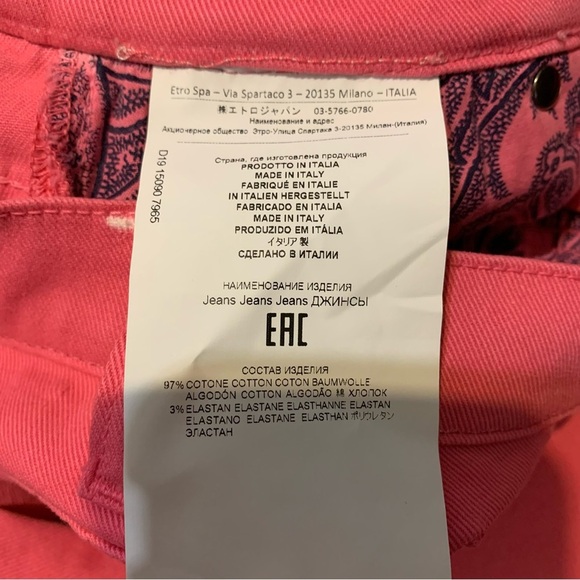 Etro Spa – Via Spartaco 3 – 20135 Milano – ITALIA
㈱エトロジャパン 03-5766-0780
Наименование и адрес
Акционерное общество Этро-Улица Спартака 3-20135 Милан-(Италия)
D19 15090 7965
Страна, где изготовлена продукция
PRODOTTO IN ITALIA
MADE IN ITALY
FABRIQUÉ EN ITALIE
IN ITALIEN HERGESTELLT
FABRICADO EN ITALIA
MADE IN ITALY
PRODUZIDO EM ITÁLIA
イタリア 製
СДЕЛАНО В ИТАЛИИ
НАИМЕНОВАНИЕ ИЗДЕЛИЯ
Jeans Jeans Jeans ДЖИНСЫ
EAC
СОСТАВ ИЗДЕЛИЯ
97% COTONE COTTON COTON BAUMWOLLE
ALGODÓN COTTON ALGODÃO 綿 ХЛОПОК
3% ELASTAN ELASTANE ELASTHANNE ELASTAN
ELASTANO ELASTANE ELASTHAN ポリウレタン
ЭЛАСТАН